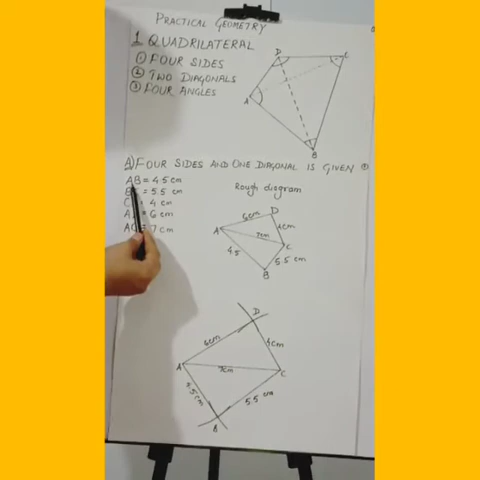 PRACTICAL GEOMETRY
1 QUADRILATERAL
① FOUR SIDES
② TWO DIAGONALS
③ FOUR ANGLES
D
C
A
B
A) FOUR SIDES AND ONE DIAGONAL IS GIVEN
AB = 4.5 cm
B = 5.5 cm
C = 4 cm
A = 6 cm
AC = 7 cm
Rough diagram
6cm
D
4cm
A
7cm
C
4.5
5.5 cm
B
D
6cm
4cm
A
7cm
C
4.5cm
5.5 cm
B